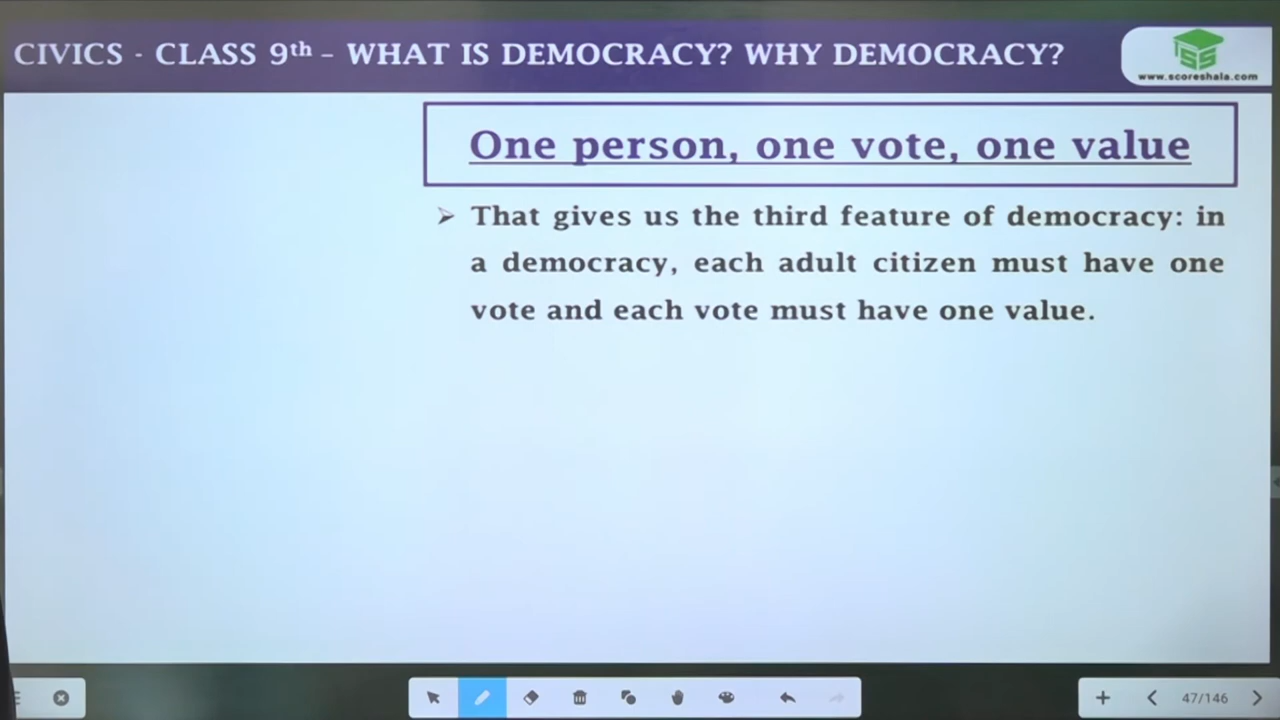 CIVICS - CLASS 9th – WHAT IS DEMOCRACY? WHY DEMOCRACY?
www.scoreshala.com
One person, one vote, one value
➢ That gives us the third feature of democracy: in
a democracy, each adult citizen must have one
vote and each vote must have one value.
47/146